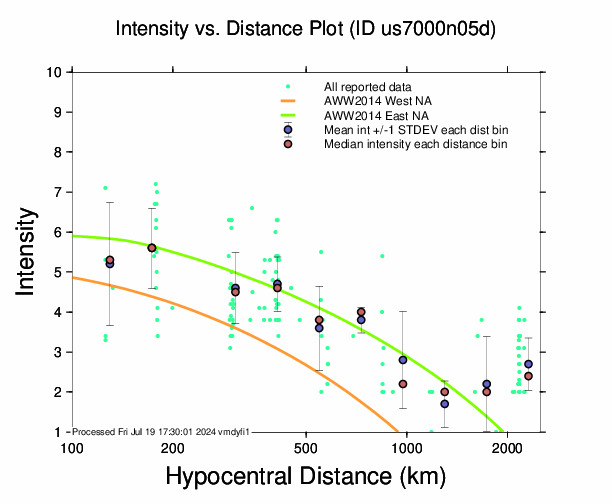 Intensity vs. Distance Plot (ID us7000n05d)
All reported data
AWW2014 West NA
AWW2014 East NA
Mean int +/-1 STDEV each dist bin
Median intensity each distance bin
10
9
8
7
6
5
4
3
2
1
Intensity
Processed Fri Jul 19 17:30:01 2024 vmdyfi1
100 200 500 1000 2000
Hypocentral Distance (km)